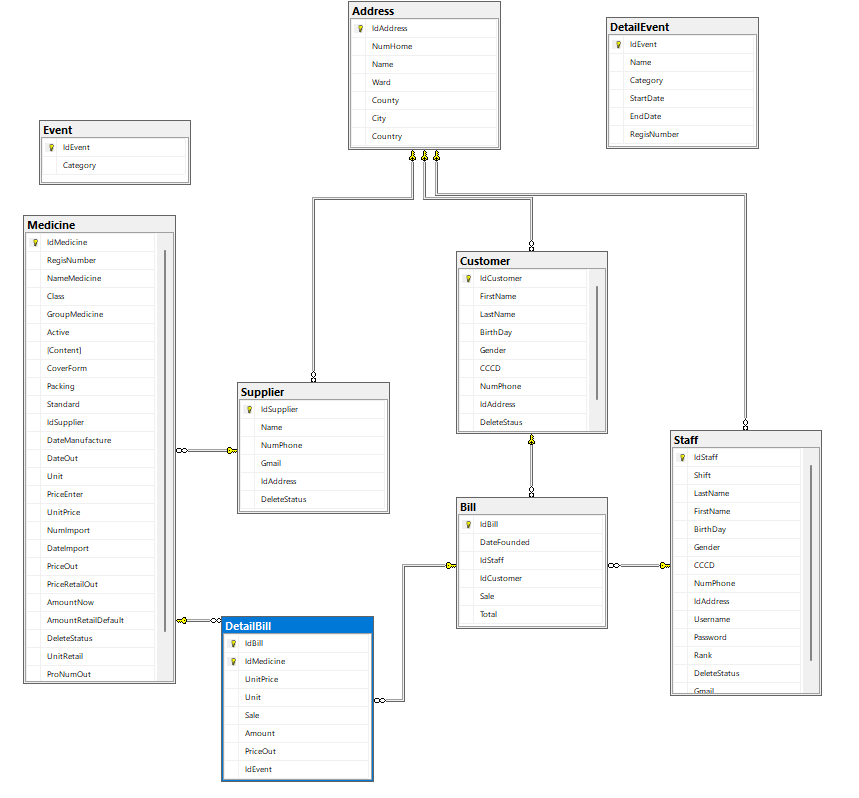 Address
IdAddress
NumHome
Name
Ward
County
City
Country
DetailEvent
IdEvent
Name
Category
StartDate
EndDate
RegisNumber
Event
IdEvent
Category
Medicine
IdMedicine
RegisNumber
NameMedicine
Class
GroupMedicine
Active
[Content]
CoverForm
Packing
Standard
IdSupplier
DateManufacture
DateOut
Unit
PriceEnter
UnitPrice
NumImport
DateImport
PriceOut
PriceRetailOut
AmountNow
AmountRetailDefault
DeleteStatus
UnitRetail
ProNumOut
Customer
IdCustomer
FirstName
LastName
BirthDay
Gender
CCCD
NumPhone
IdAddress
DeleteStaus
Supplier
IdSupplier
Name
NumPhone
Gmail
IdAddress
DeleteStatus
Staff
IdStaff
Shift
LastName
FirstName
BirthDay
Gender
CCCD
NumPhone
IdAddress
Username
Password
Rank
DeleteStatus
Gmail
Bill
IdBill
DateFounded
IdStaff
IdCustomer
Sale
Total
DetailBill
IdBill
IdMedicine
UnitPrice
Unit
Sale
Amount
PriceOut
IdEvent